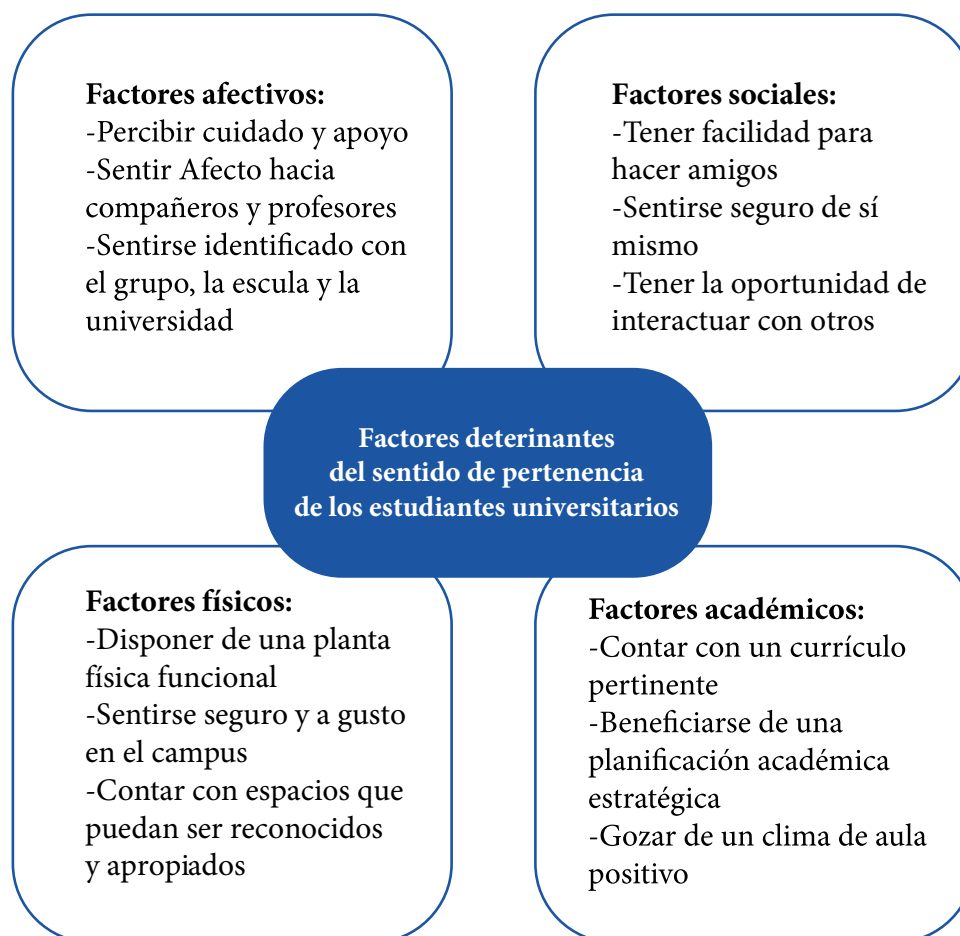 Factores afectivos:
-Percibir cuidado y apoyo
-Sentir Afecto hacia
compañeros y profesores
-Sentirse identificado con
el grupo, la escula y la
universidad
Factores sociales:
-Tener facilidad para
hacer amigos
-Sentirse seguro de sí
mismo
-Tener la oportunidad de
interactuar con otros
Factores deterinantes
del sentido de pertenencia
de los estudiantes universitarios
Factores físicos:
-Disponer de una planta
física funcional
-Sentirse seguro y a gusto
en el campus
-Contar con espacios que
puedan ser reconocidos
y apropiados
Factores académicos:
-Contar con un currículo
pertinente
-Beneficiarse de una
planificación académica
estratégica
-Gozar de un clima de aula
positivo